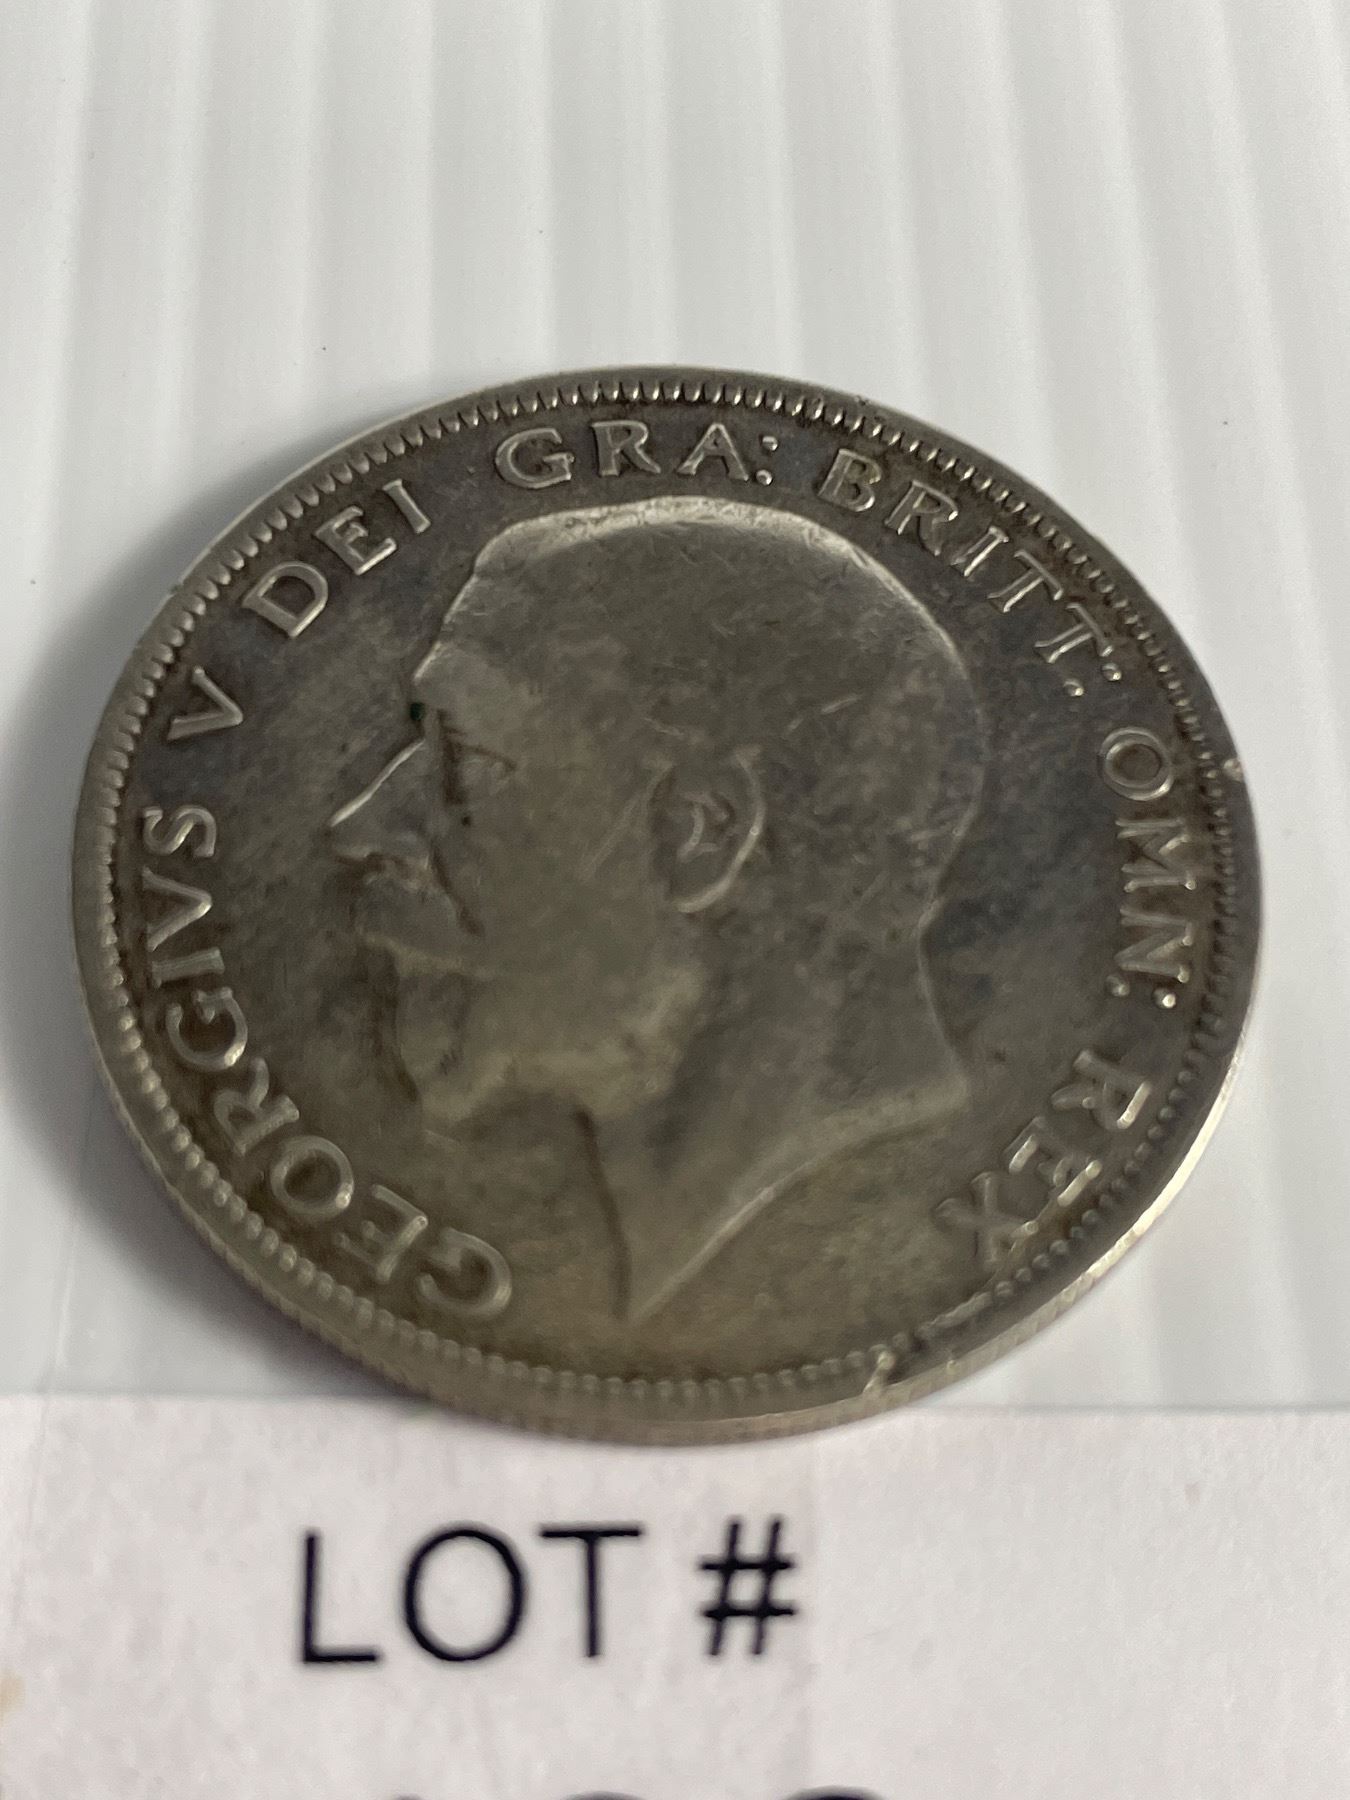 GEORGIVS V DEI GRA: BRITT: OMN: REX
LOT #